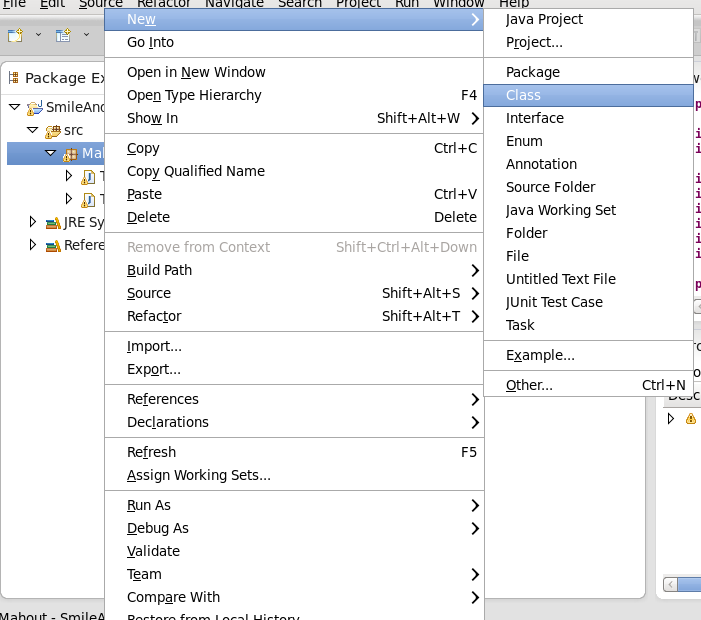 File Edit Source Refactor Navigate Search Project Run Window Help
Package Ex
SmileAnd
src
Mah
T
T
JRE Sy
Refere
New
Go Into
Open in New Window
Open Type Hierarchy F4
Show In Shift+Alt+W
Copy Ctrl+C
Copy Qualified Name
Paste Ctrl+V
Delete Delete
Remove from Context Shift+Ctrl+Alt+Down
Build Path
Source Shift+Alt+S
Refactor Shift+Alt+T
Import...
Export...
References
Declarations
Refresh F5
Assign Working Sets...
Run As
Debug As
Validate
Team
Compare With
Restore from Local History
Java Project
Project...
Package
Class
Interface
Enum
Annotation
Source Folder
Java Working Set
Folder
File
Untitled Text File
JUnit Test Case
Task
Example...
Other... Ctrl+N
Descr
Mahout - SmileA